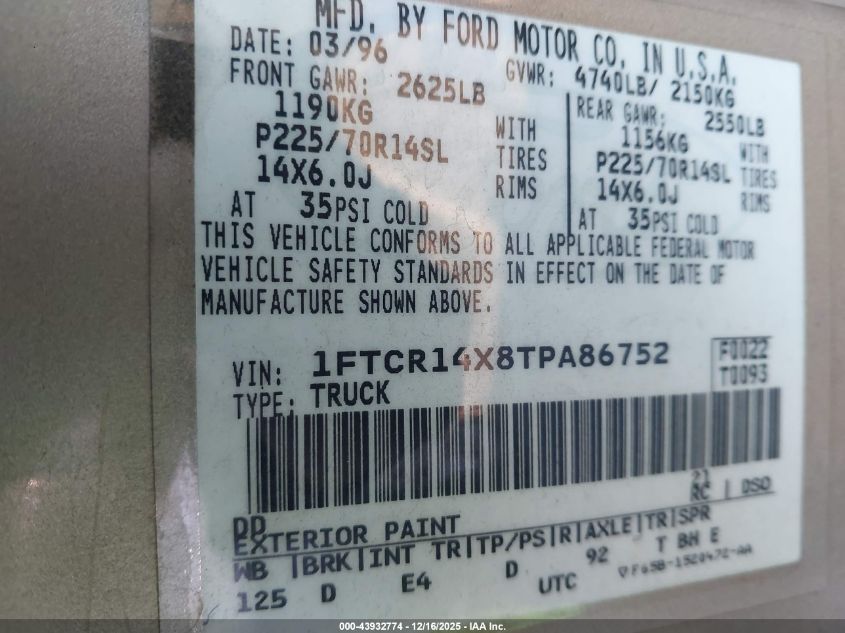 MFD. BY FORD MOTOR CO. IN U.S.A.
DATE: 03/96 GVWR: 4740LB/ 2150KG
FRONT GAWR: 2625LB REAR GAWR: 2550LB
1190KG WITH 1156KG WITH
P225/70R14SL TIRES P225/70R14SL TIRES
14X6.0J RIMS 14X6.0J RIMS
AT 35PSI COLD AT 35PSI COLD
THIS VEHICLE CONFORMS TO ALL APPLICABLE FEDERAL MOTOR
VEHICLE SAFETY STANDARDS IN EFFECT ON THE DATE OF
MANUFACTURE SHOWN ABOVE.
VIN: 1FTCR14X8TPA86752 F0022
TYPE: TRUCK T0093
21
DD RC | DSO
EXTERIOR PAINT
WB |BRK|INT TR|TP/PS|R|AXLE|TR|SPR
125 D E4 D 92 T BH E
UTC ▽F65B-1520472-AA
000-43932774 - 12/16/2025 - IAA Inc.